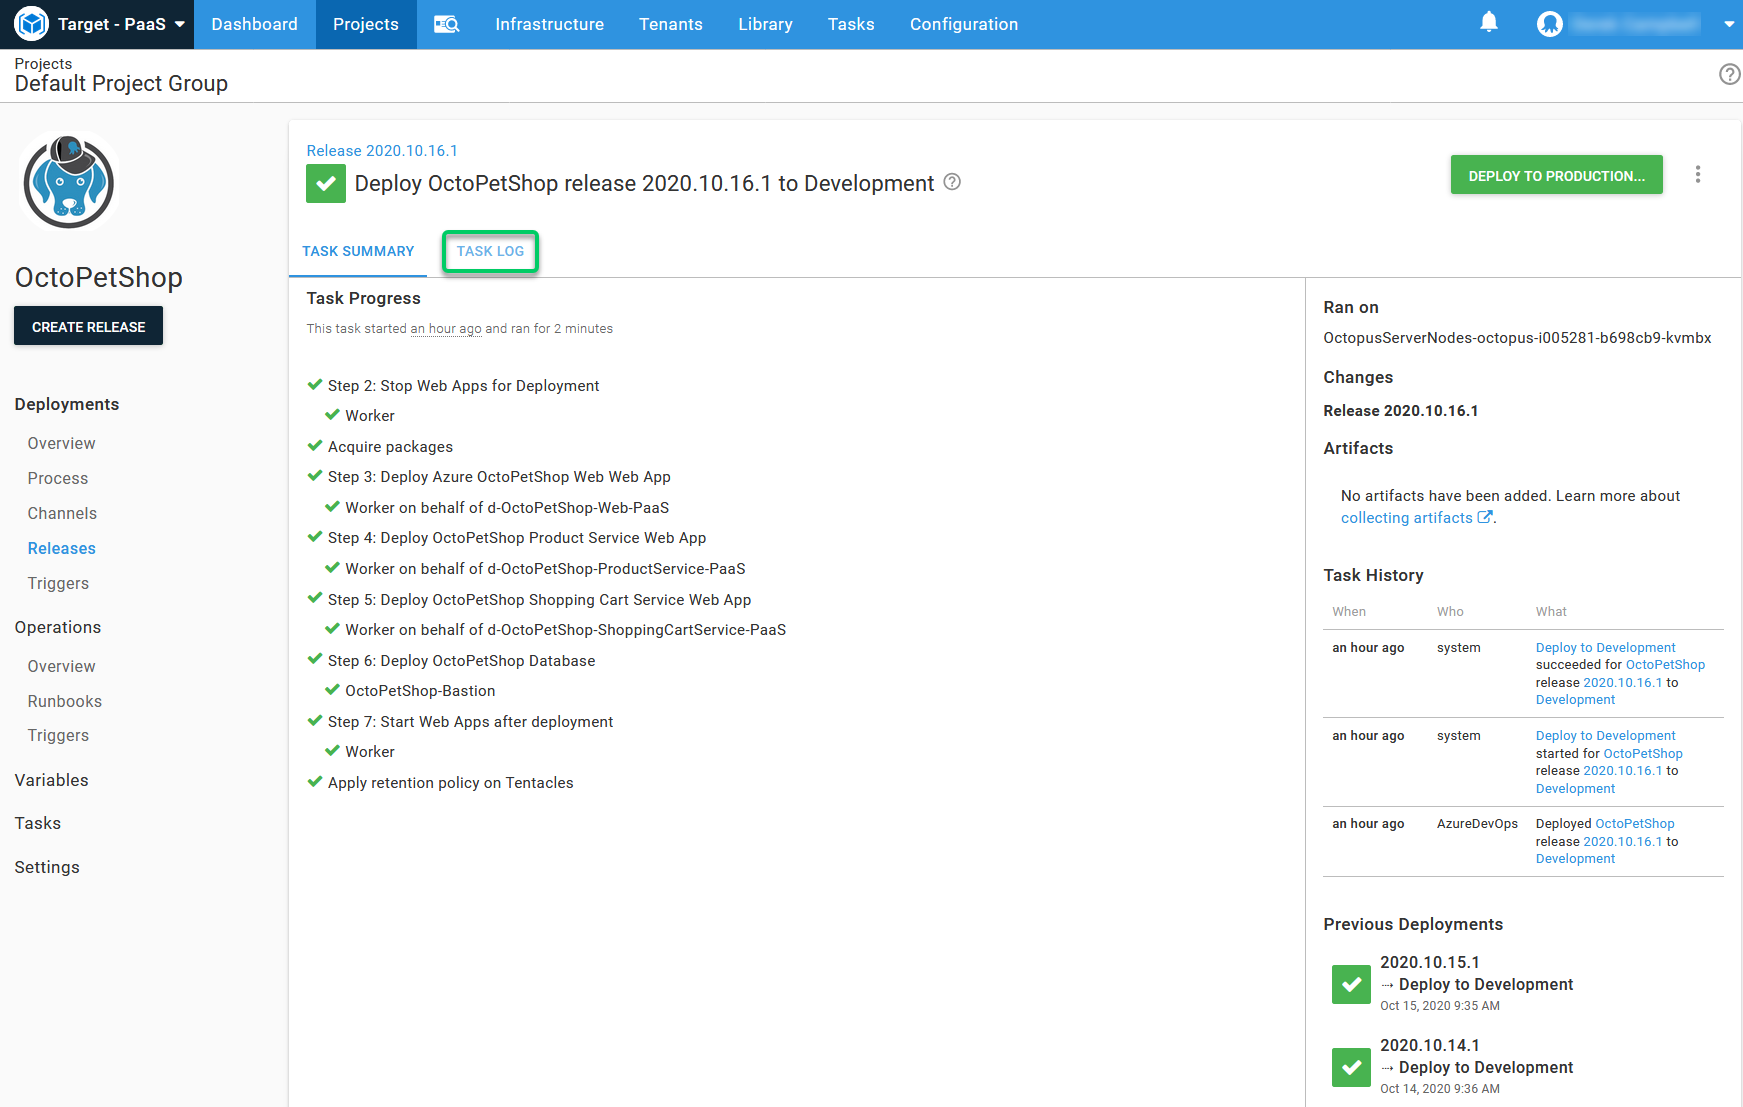 Target - PaaS
Dashboard
Projects
Infrastructure
Tenants
Library
Tasks
Configuration
Projects
Default Project Group
OctoPetShop
CREATE RELEASE
Deployments
Overview
Process
Channels
Releases
Triggers
Operations
Overview
Runbooks
Triggers
Variables
Tasks
Settings
Release 2020.10.16.1
Deploy OctoPetShop release 2020.10.16.1 to Development
DEPLOY TO PRODUCTION...
TASK SUMMARY
TASK LOG
Task Progress
This task started an hour ago and ran for 2 minutes
Step 2: Stop Web Apps for Deployment
Worker
Acquire packages
Step 3: Deploy Azure OctoPetShop Web Web App
Worker on behalf of d-OctoPetShop-Web-PaaS
Step 4: Deploy OctoPetShop Product Service Web App
Worker on behalf of d-OctoPetShop-ProductService-PaaS
Step 5: Deploy OctoPetShop Shopping Cart Service Web App
Worker on behalf of d-OctoPetShop-ShoppingCartService-PaaS
Step 6: Deploy OctoPetShop Database
OctoPetShop-Bastion
Step 7: Start Web Apps after deployment
Worker
Apply retention policy on Tentacles
Ran on
OctopusServerNodes-octopus-i005281-b698cb9-kvmbx
Changes
Release 2020.10.16.1
Artifacts
No artifacts have been added. Learn more about
collecting artifacts .
Task History
When Who What
an hour ago system Deploy to Development
succeeded for OctoPetShop
release 2020.10.16.1 to
Development
an hour ago system Deploy to Development
started for OctoPetShop
release 2020.10.16.1 to
Development
an hour ago AzureDevOps Deployed OctoPetShop
release 2020.10.16.1 to
Development
Previous Deployments
2020.10.15.1
⇢ Deploy to Development
Oct 15, 2020 9:35 AM
2020.10.14.1
⇢ Deploy to Development
Oct 14, 2020 9:36 AM